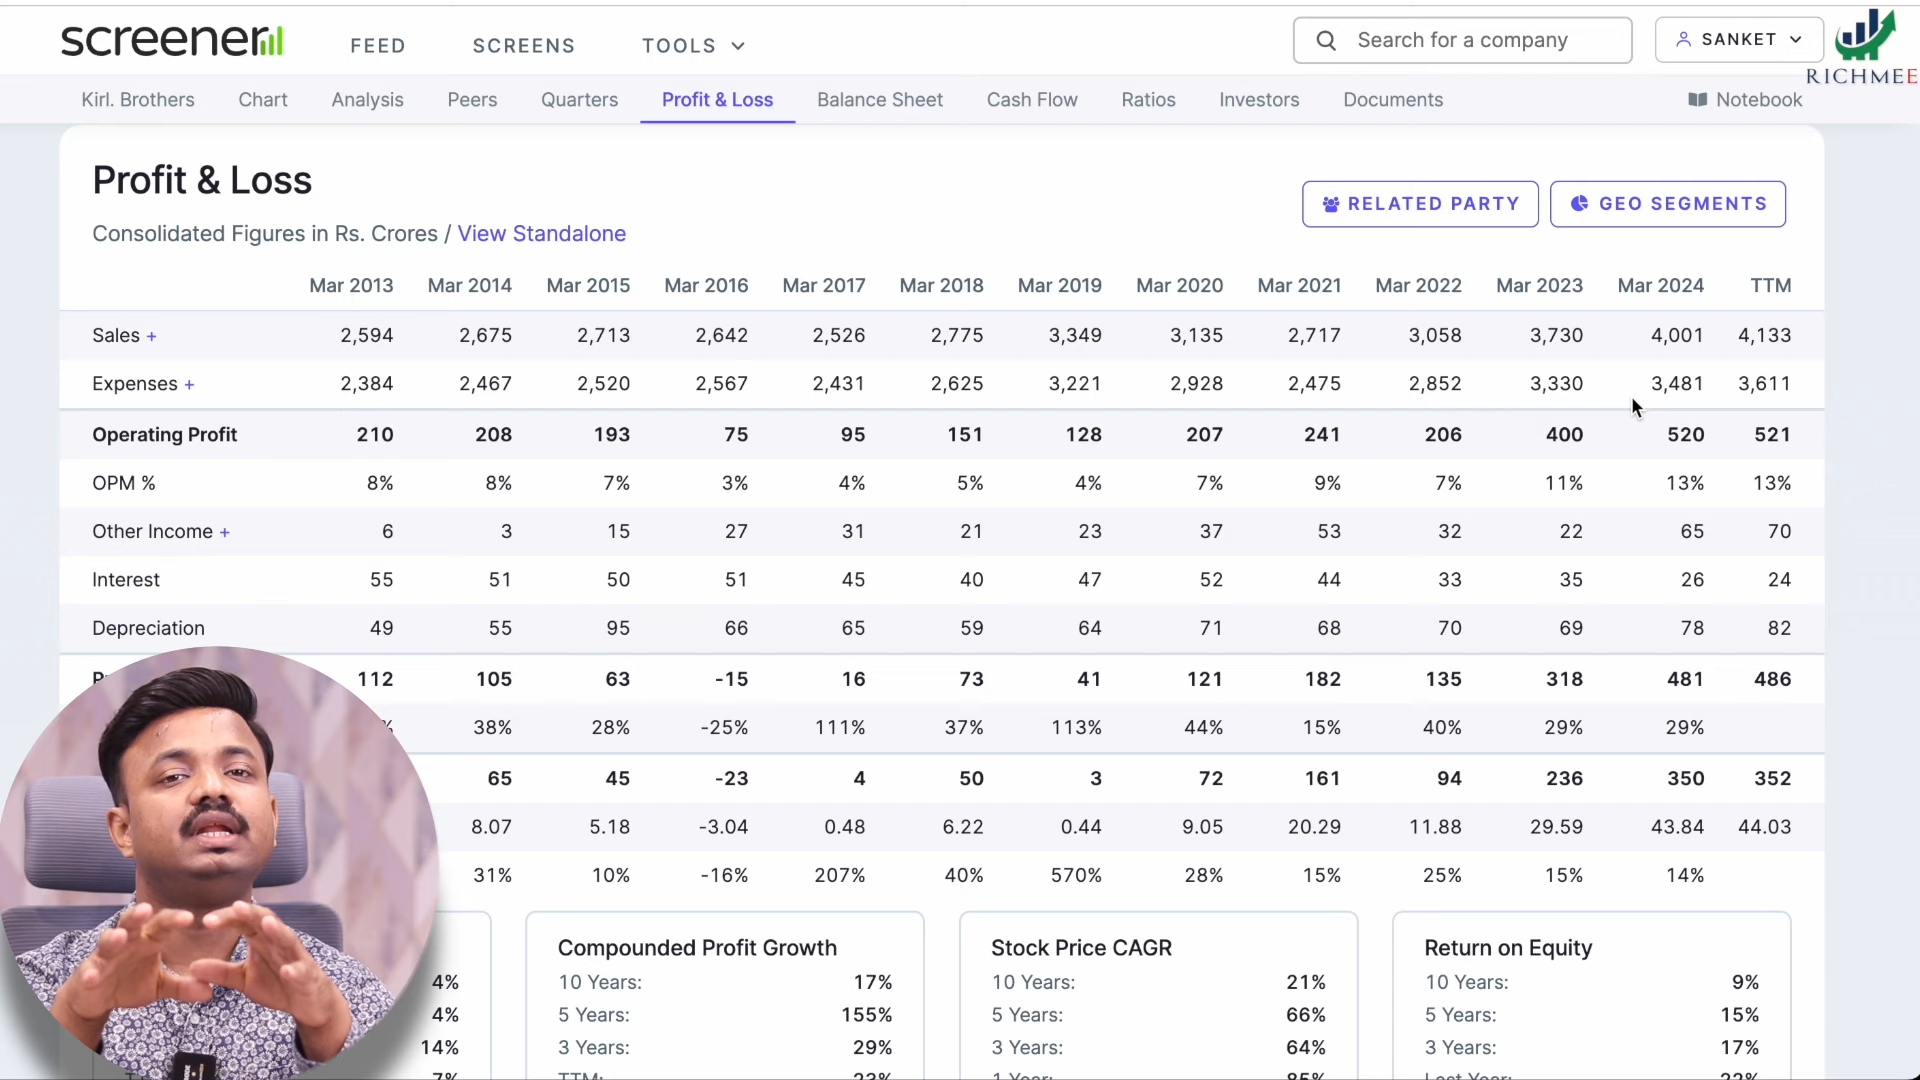 screener FEED SCREENS TOOLS Search for a company SANKET
RICHMEE
Kirl. Brothers Chart Analysis Peers Quarters Profit & Loss Balance Sheet Cash Flow Ratios Investors Documents Notebook
Profit & Loss
RELATED PARTY GEO SEGMENTS
Consolidated Figures in Rs. Crores / View Standalone
Mar 2013 Mar 2014 Mar 2015 Mar 2016 Mar 2017 Mar 2018 Mar 2019 Mar 2020 Mar 2021 Mar 2022 Mar 2023 Mar 2024 TTM
Sales + 2,594 2,675 2,713 2,642 2,526 2,775 3,349 3,135 2,717 3,058 3,730 4,001 4,133
Expenses + 2,384 2,467 2,520 2,567 2,431 2,625 3,221 2,928 2,475 2,852 3,330 3,481 3,611
Operating Profit 210 208 193 75 95 151 128 207 241 206 400 520 521
OPM % 8% 8% 7% 3% 4% 5% 4% 7% 9% 7% 11% 13% 13%
Other Income + 6 3 15 27 31 21 23 37 53 32 22 65 70
Interest 55 51 50 51 45 40 47 52 44 33 35 26 24
Depreciation 49 55 95 66 65 59 64 71 68 70 69 78 82
112 105 63 -15 16 73 41 121 182 135 318 481 486
38% 28% -25% 111% 37% 113% 44% 15% 40% 29% 29%
65 45 -23 4 50 3 72 161 94 236 350 352
8.07 5.18 -3.04 0.48 6.22 0.44 9.05 20.29 11.88 29.59 43.84 44.03
31% 10% -16% 207% 40% 570% 28% 15% 25% 15% 14%
Compounded Profit Growth Stock Price CAGR Return on Equity
4% 10 Years: 17% 10 Years: 21% 10 Years: 9%
4% 5 Years: 155% 5 Years: 66% 5 Years: 15%
14% 3 Years: 29% 3 Years: 64% 3 Years: 17%
7% TTM: 23% 1 Year: 85% Last Year: 22%